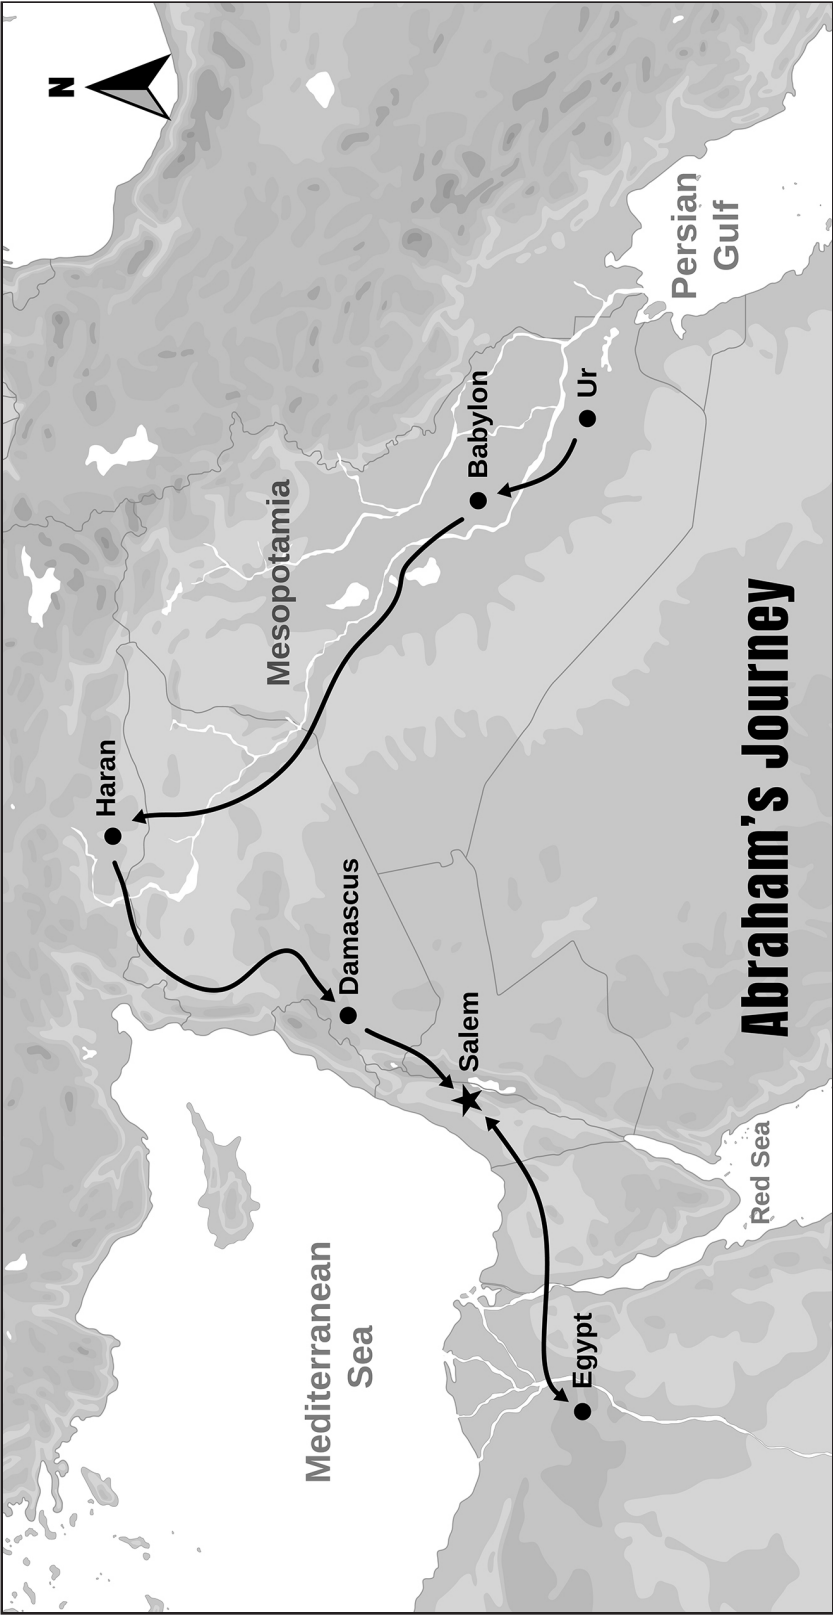 N
Haran
Mesopotamia
Babylon
Ur
Persian
Gulf
Damascus
Salem
Mediterranean
Sea
Egypt
Red Sea
Abraham's Journey